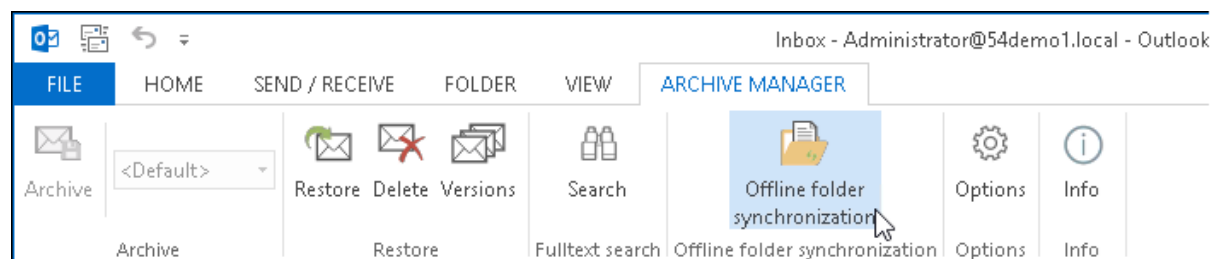 Inbox - Administrator@54demo1.local - Outlook
FILE HOME SEND / RECEIVE FOLDER VIEW ARCHIVE MANAGER
Archive <Default> Restore Delete Versions Search Offline folder synchronization Options Info
Archive Restore Fulltext search Offline folder synchronization Options Info